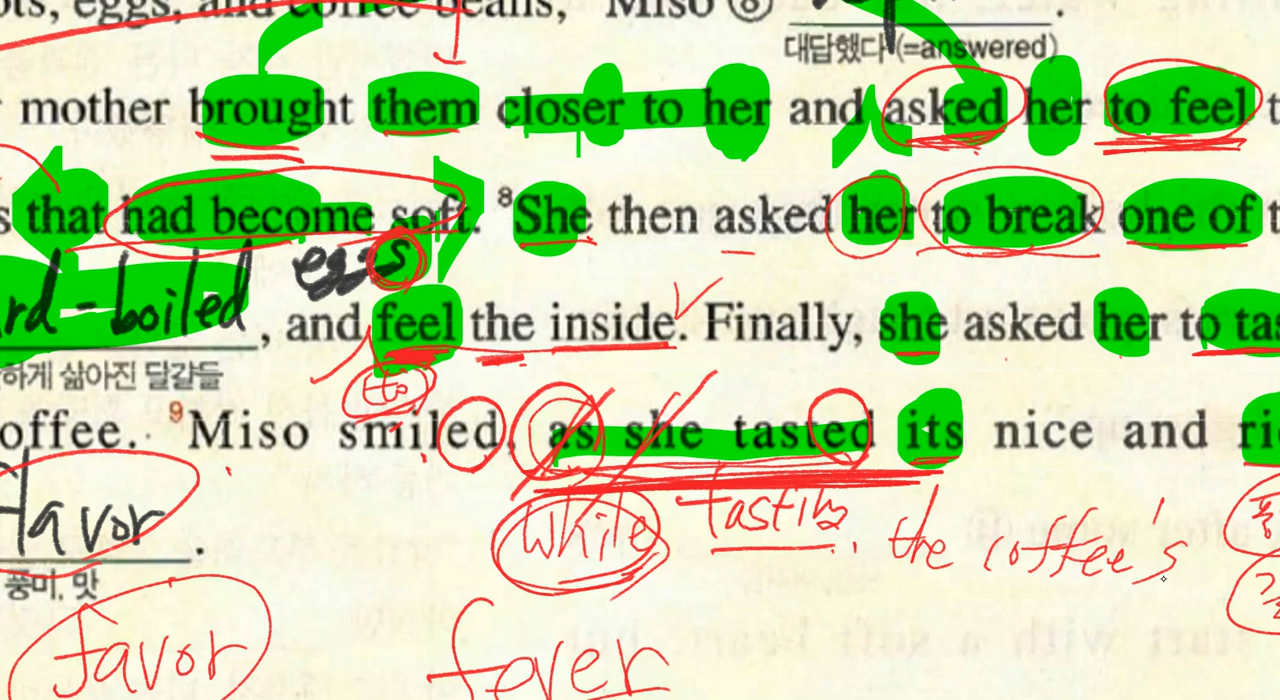 ots, eggs, and coffee beans," Miso ⑥
대답했다(=answered)
mother brought them closer to her and asked her to feel t
s that had become soft. ⁸She then asked her to break one of t
rd-boiled eggs, and feel the inside. Finally, she asked her to tas
하게 삶아진 달걀들
to
offee. ⁹Miso smiled, as she tasted its nice and ric
flavor.
while tasting the coffee's
풍미, 맛
favor fever